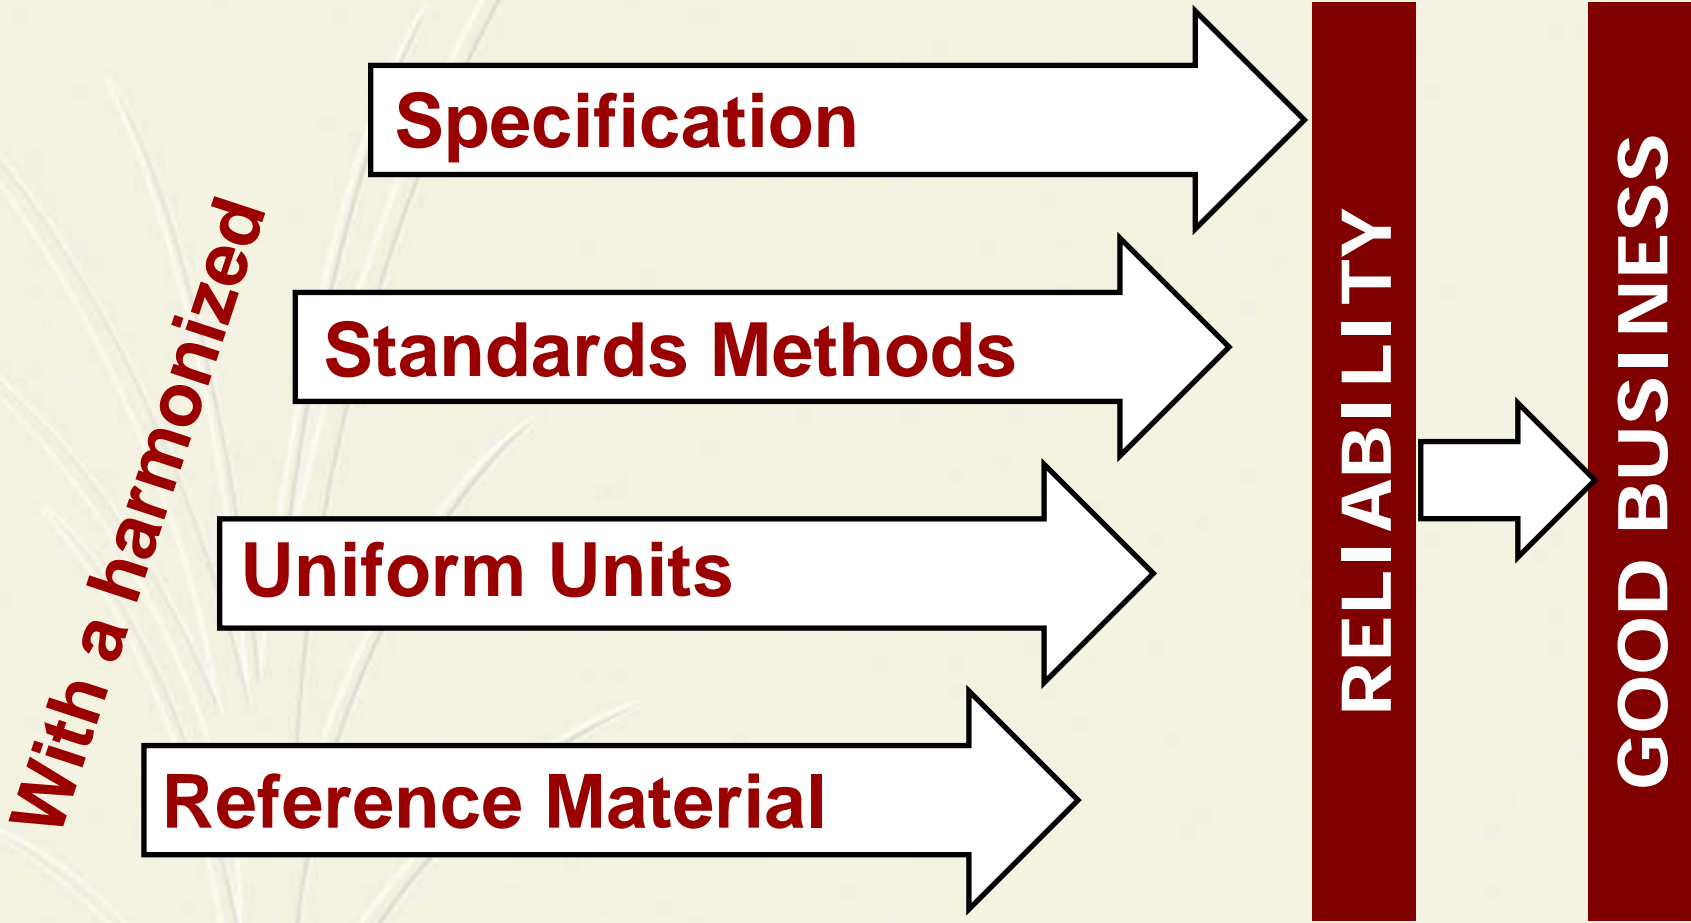 With a harmonized
Specification
Standards Methods
Uniform Units
Reference Material
RELIABILITY
GOOD BUSINESS